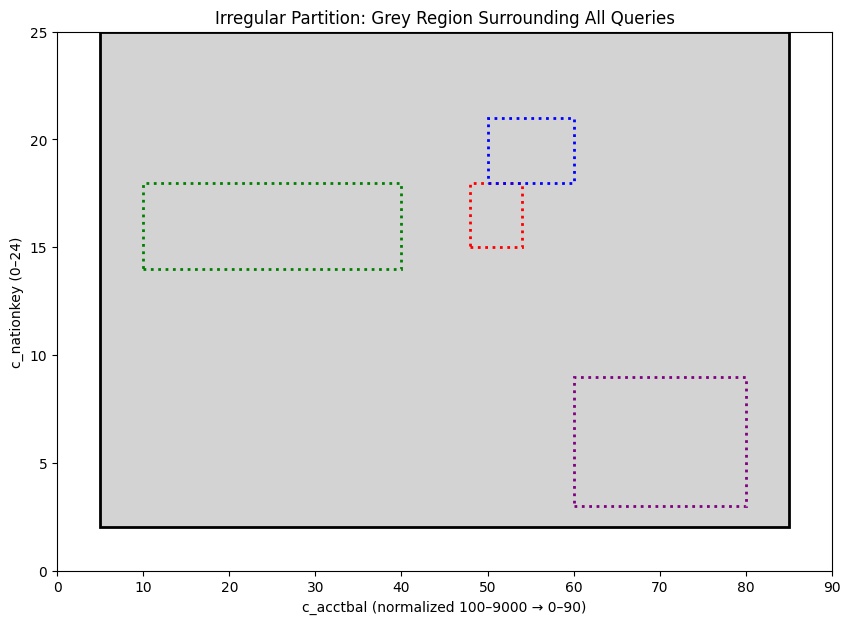 Irregular Partition: Grey Region Surrounding All Queries
25
20
15
10
5
0
c_nationkey (0–24)
0 10 20 30 40 50 60 70 80 90
c_acctbal (normalized 100–9000 → 0–90)